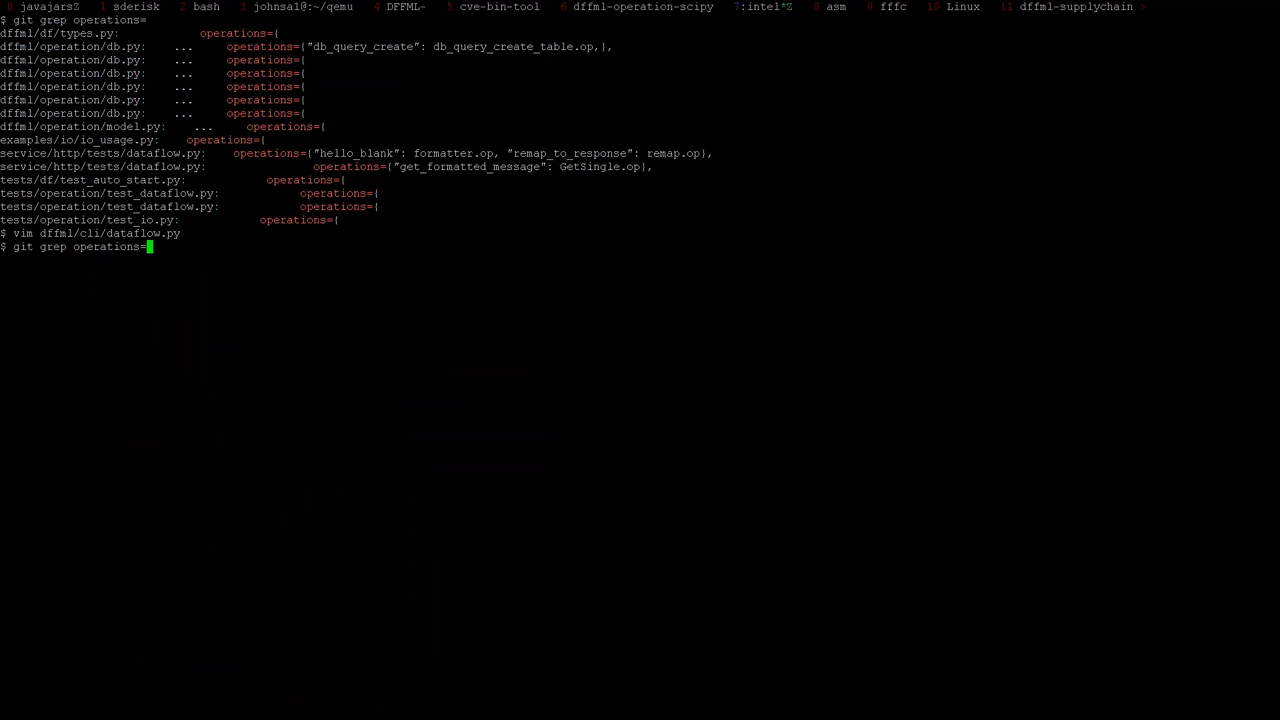 0 javajarsZ  1 sderisk  2 bash  3 johnsa1@:~/qemu  4 DFFML-  5 cve-bin-tool  6 dffml-operation-scipy  7:intel*Z  8 asm  9 fffc  10 Linux  11 dffml-supplychain >
$ git grep operations=
dffml/df/types.py:        operations={
dffml/operation/db.py:    ...     operations={"db_query_create": db_query_create_table.op,},
dffml/operation/db.py:    ...     operations={
dffml/operation/db.py:    ...     operations={
dffml/operation/db.py:    ...     operations={
dffml/operation/db.py:    ...     operations={
dffml/operation/db.py:    ...     operations={
dffml/operation/model.py:    ...     operations={
examples/io/io_usage.py:    operations={
service/http/tests/dataflow.py:    operations={"hello_blank": formatter.op, "remap_to_response": remap.op},
service/http/tests/dataflow.py:                operations={"get_formatted_message": GetSingle.op},
tests/df/test_auto_start.py:            operations={
tests/operation/test_dataflow.py:            operations={
tests/operation/test_dataflow.py:            operations={
tests/operation/test_io.py:            operations={
$ vim dffml/cli/dataflow.py
$ git grep operations=